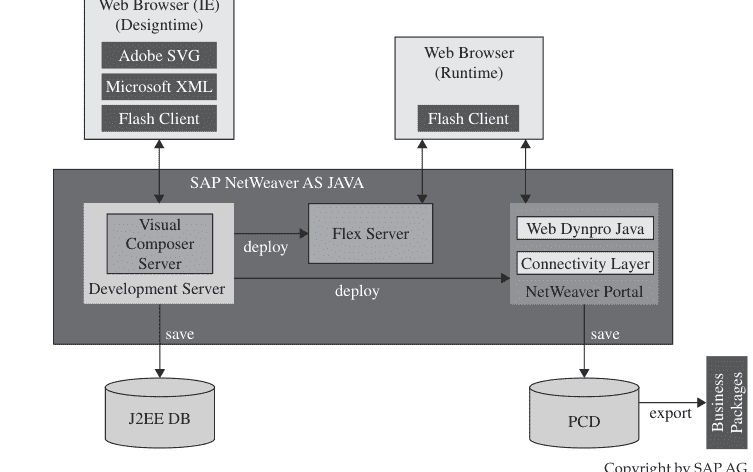 Web Browser (IE)
(Designtime)
Adobe SVG
Microsoft XML
Flash Client
Web Browser
(Runtime)
Flash Client
SAP NetWeaver AS JAVA
Visual
Composer
Server
Development Server
deploy
Flex Server
deploy
Web Dynpro Java
Connectivity Layer
NetWeaver Portal
save
save
J2EE DB
PCD
export
Business
Packages
Copyright by SAP AG